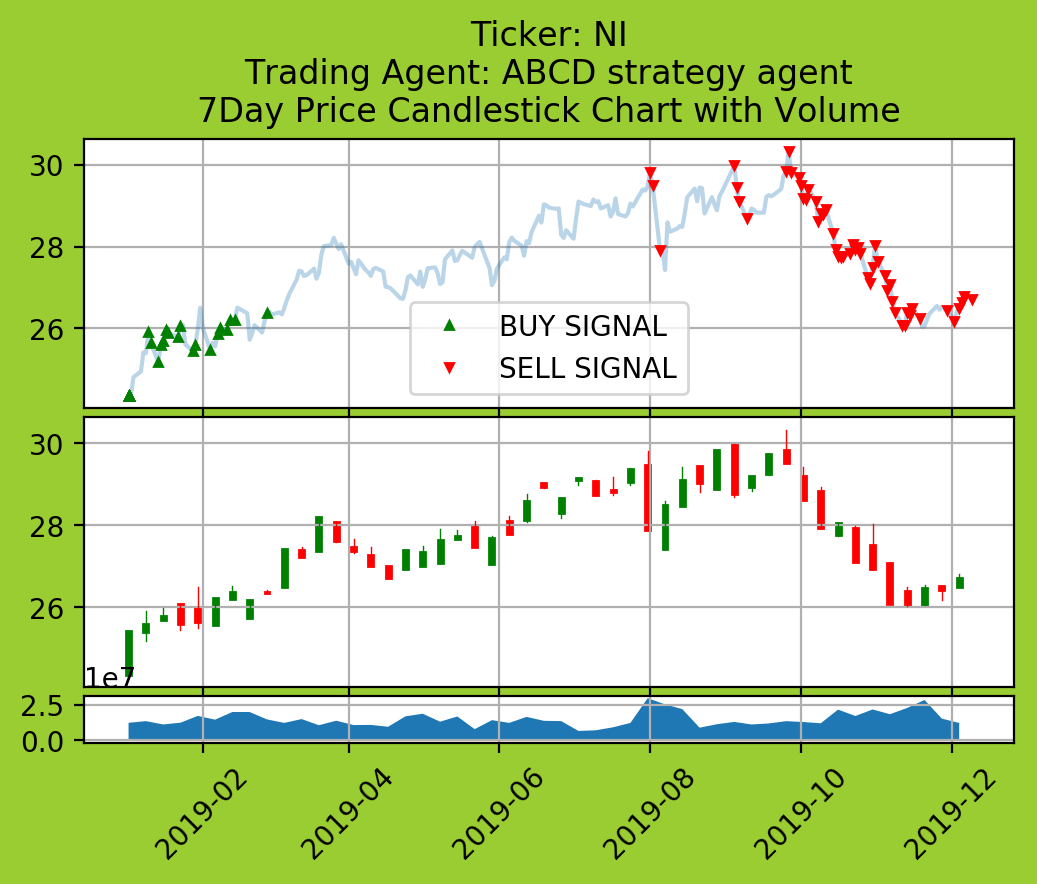 Ticker: NI
Trading Agent: ABCD strategy agent
7Day Price Candlestick Chart with Volume
30
28
26
BUY SIGNAL
SELL SIGNAL
30
28
26
1e7
2.5
0.0
2019-02
2019-04
2019-06
2019-08
2019-10
2019-12